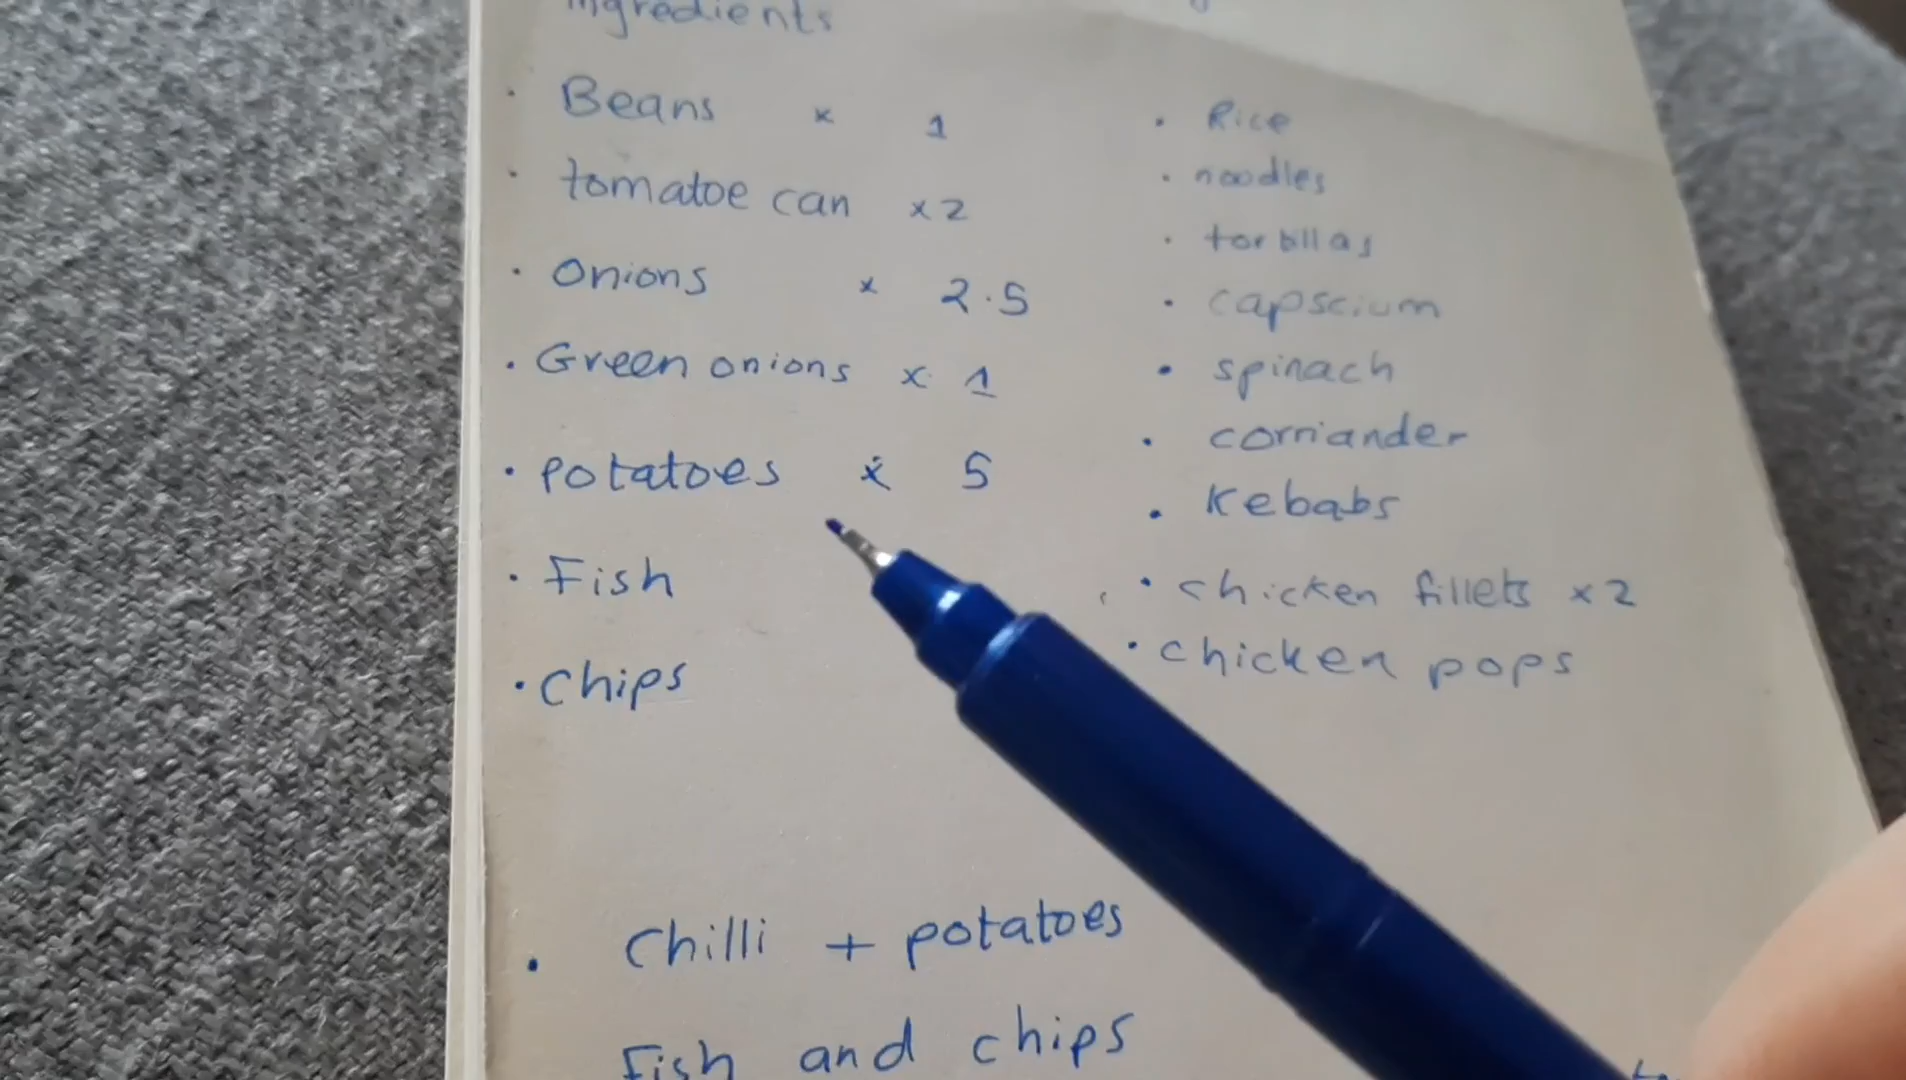 ingredients
· Beans x 1
· tomatoe can x2
· Onions x 2.5
· Green onions x 1
· potatoes x 5
· Fish
· chips
· Rice
· noodles
· tortillas
· capscium
· spinach
· corriander
· Kebabs
· chicken fillets x2
· chicken pops
· Chilli + potatoes
Fish and chips